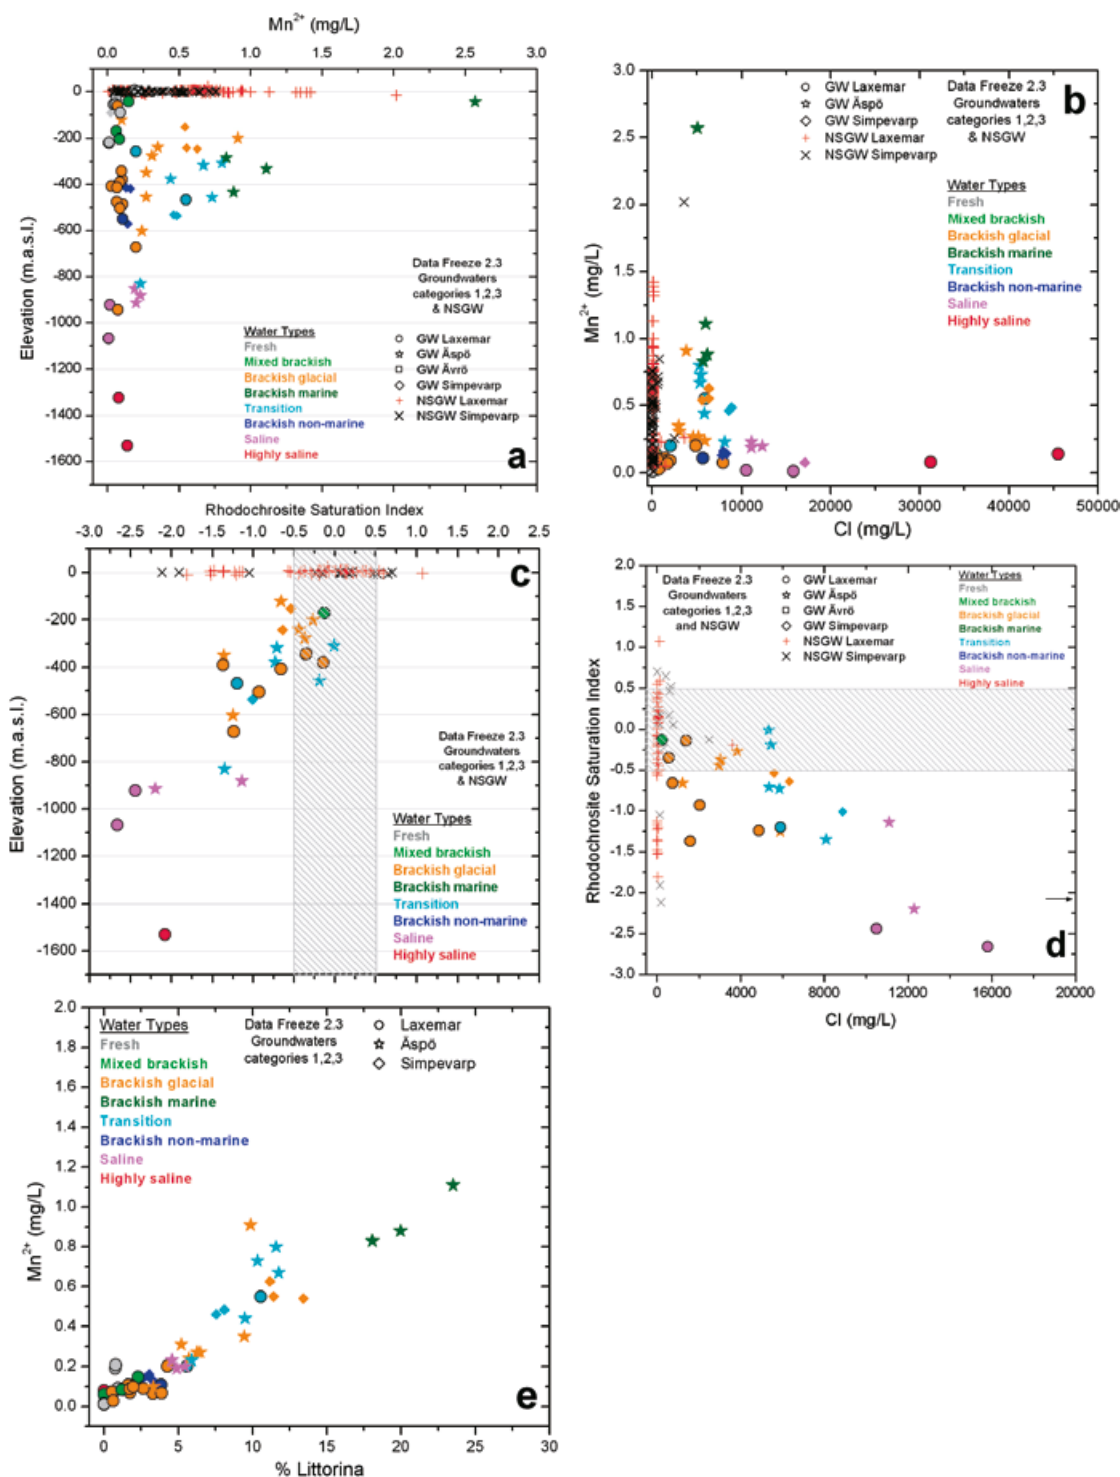 Mn2+ (mg/L)
0.0 0.5 1.0 1.5 2.0 2.5 3.0
0
-200
-400
-600
-800
-1000
-1200
-1400
-1600
Elevation (m.a.s.l.)
Data Freeze 2.3
Groundwaters
categories 1,2,3
& NSGW
Water Types
Fresh
Mixed brackish
Brackish glacial
Brackish marine
Transition
Brackish non-marine
Saline
Highly saline
GW Laxemar
GW Äspö
GW Ävrö
GW Simpevarp
NSGW Laxemar
NSGW Simpevarp
a
3.0
2.5
2.0
1.5
1.0
0.5
0.0
Mn2+ (mg/L)
GW Laxemar
GW Äspö
GW Simpevarp
NSGW Laxemar
NSGW Simpevarp
Data Freeze 2.3
Groundwaters
categories 1,2,3
& NSGW
b
Water Types
Fresh
Mixed brackish
Brackish glacial
Brackish marine
Transition
Brackish non-marine
Saline
Highly saline
0 10000 20000 30000 40000 50000
Cl (mg/L)
Rhodochrosite Saturation Index
-3.0 -2.5 -2.0 -1.5 -1.0 -0.5 0.0 0.5 1.0 1.5 2.0 2.5
0
-200
-400
-600
-800
-1000
-1200
-1400
-1600
Elevation (m.a.s.l.)
c
Data Freeze 2.3
Groundwaters
categories 1,2,3
& NSGW
Water Types
Fresh
Mixed brackish
Brackish glacial
Brackish marine
Transition
Brackish non-marine
Saline
Highly saline
2.0
1.5
1.0
0.5
0.0
-0.5
-1.0
-1.5
-2.0
-2.5
-3.0
Rhodochrosite Saturation Index
Data Freeze 2.3
Groundwaters
categories 1,2,3
and NSGW
GW Laxemar
GW Äspö
GW Ävrö
GW Simpevarp
NSGW Laxemar
NSGW Simpevarp
Water Types
Fresh
Mixed brackish
Brackish glacial
Brackish marine
Transition
Brackish non-marine
Saline
Highly saline
d
0 4000 8000 12000 16000 20000
Cl (mg/L)
2.0
1.8
1.6
1.4
1.2
1.0
0.8
0.6
0.4
0.2
0.0
Mn2+ (mg/L)
Water Types
Fresh
Mixed brackish
Brackish glacial
Brackish marine
Transition
Brackish non-marine
Saline
Highly saline
Data Freeze 2.3
Groundwaters
categories 1,2,3
Laxemar
Äspö
Simpevarp
e
0 5 10 15 20 25 30
% Littorina